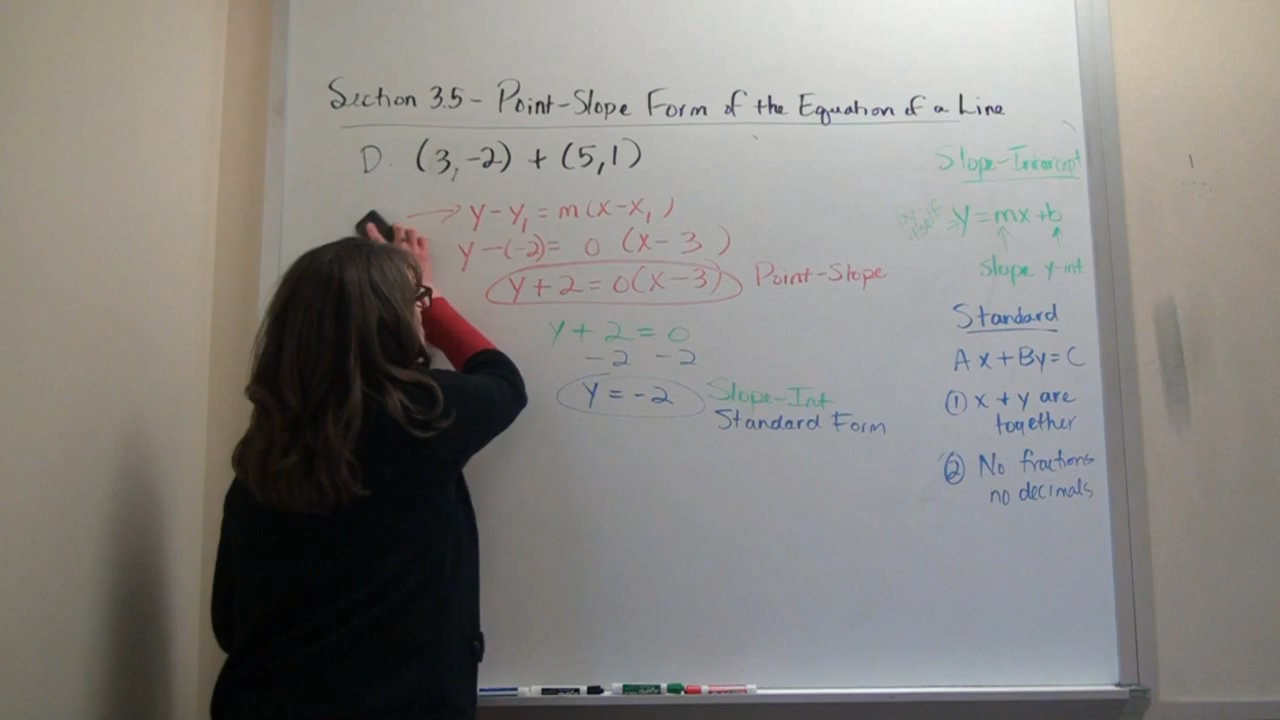 Section 3.5 - Point-Slope Form of the Equation of a Line
D. (3,-2) + (5,1)
y-y₁ = m(x-x₁)
y-(-2) = 0 (x-3)
y+2 = 0(x-3) Point-Slope
y+2=0
-2 -2
y = -2 Slope-Int
Standard Form
Slope-Intercept
by itself
y = mx+b
Slope y-int
Standard
Ax+By=C
① x + y are
together
② No fractions
no decimals